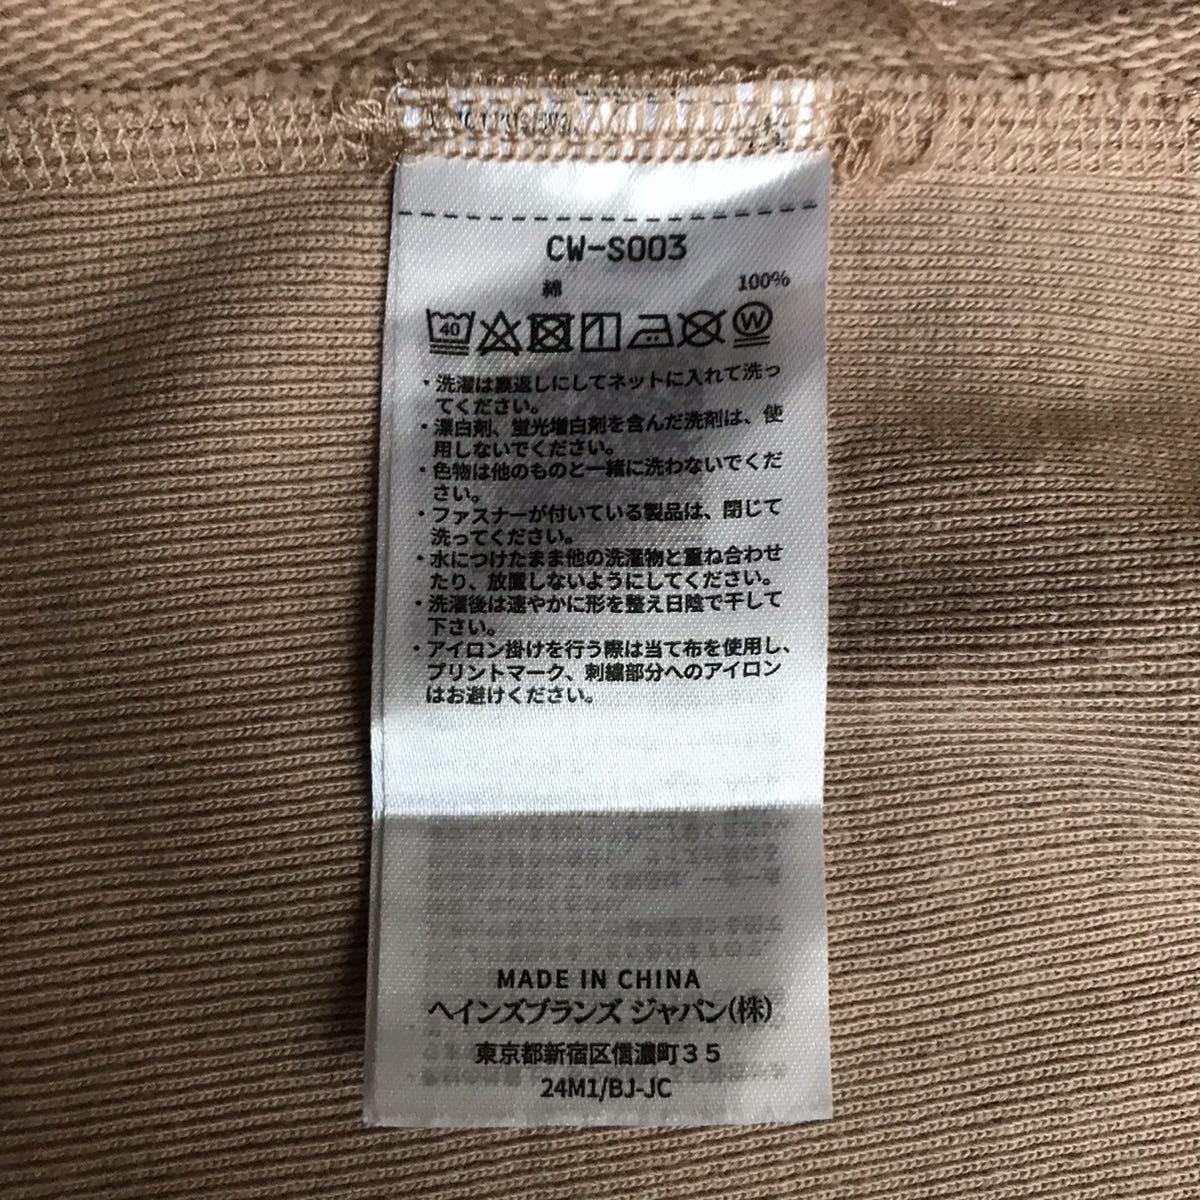 CW-S003
綿 100%
40 W
・洗濯は裏返しにしてネットに入れて洗っ
てください。
・漂白剤、蛍光増白剤を含んだ洗剤は、使
用しないでください。
・色物は他のものと一緒に洗わないでくだ
さい。
・ファスナーが付いている製品は、閉じて
洗ってください。
・水につけたまま他の洗濯物と重ね合わせ
たり、放置しないようにしてください。
・洗濯後は速やかに形を整え日陰で干して
下さい。
・アイロン掛けを行う際は当て布を使用し、
プリントマーク、刺繍部分へのアイロン
はお避けください。
MADE IN CHINA
ヘインズブランズ ジャパン(株)
東京都新宿区信濃町３５
24M1/BJ-JC